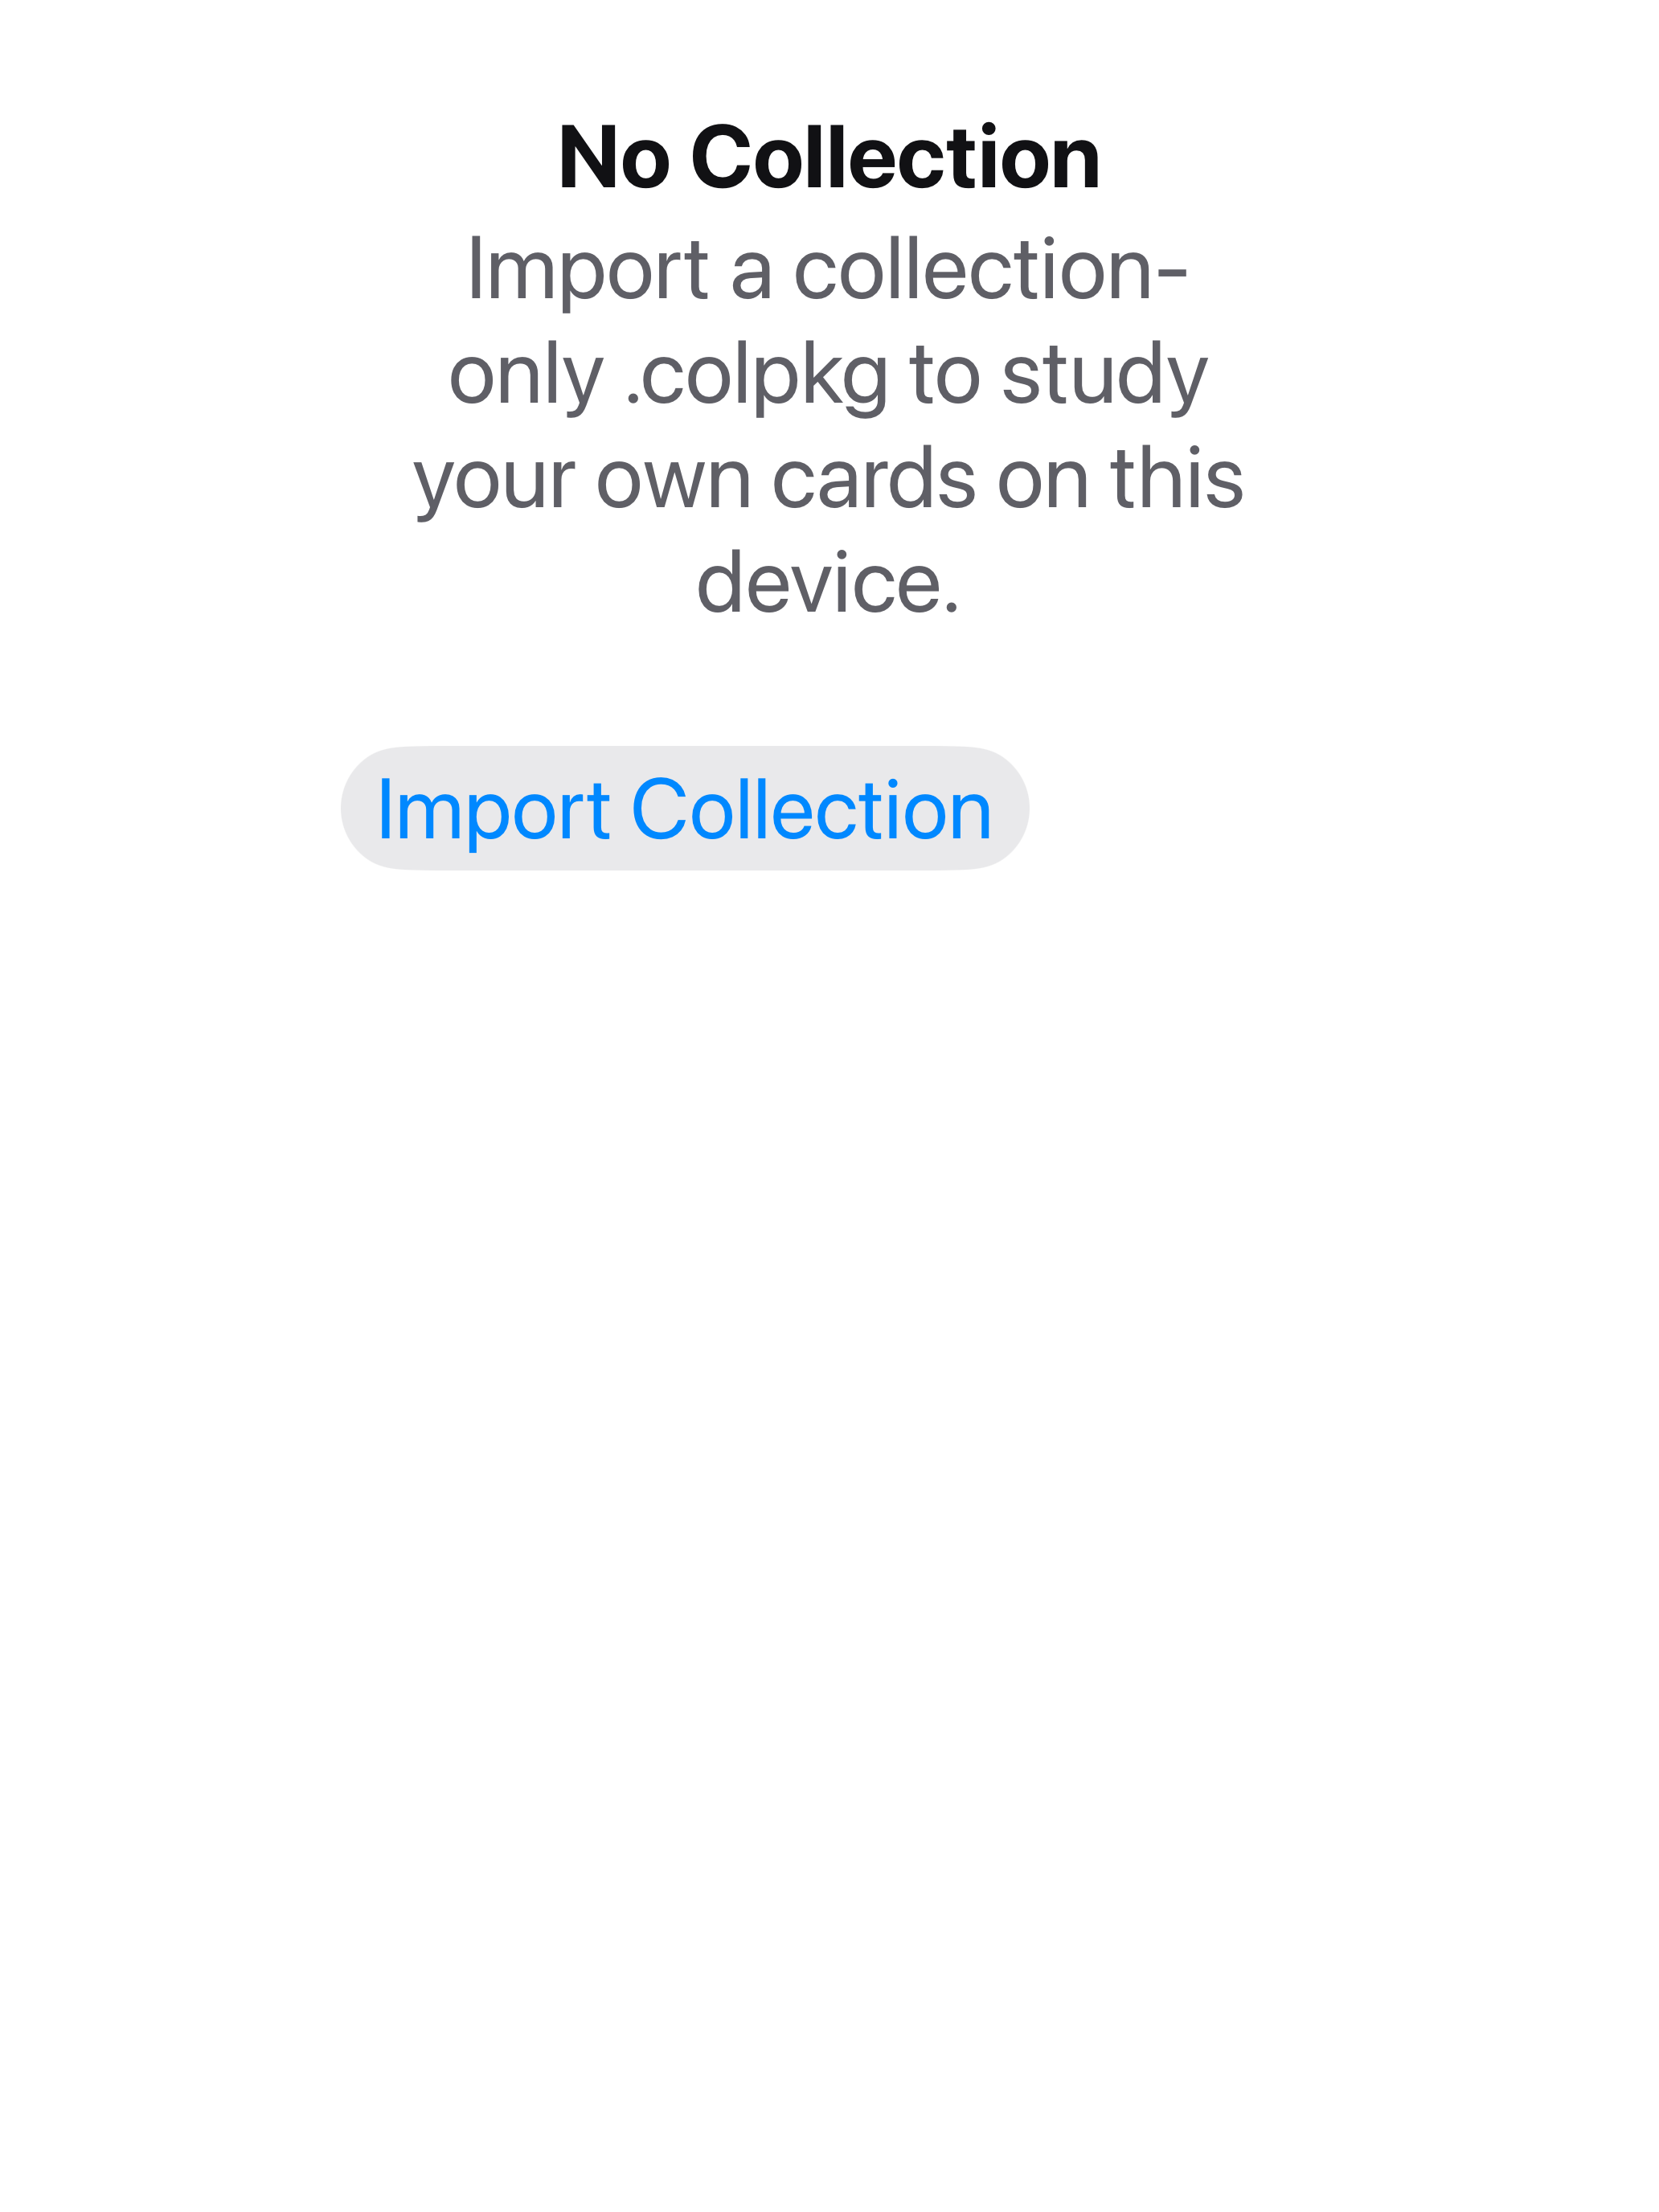 No Collection
Import a collection-
only .colpkg to study
your own cards on this
device.
Import Collection